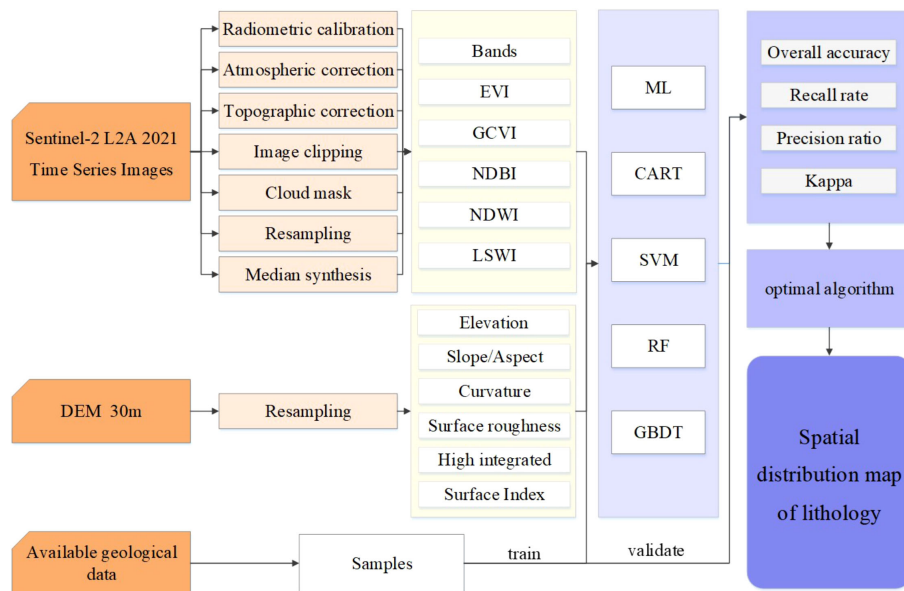 Sentinel-2 L2A 2021
Time Series Images
Radiometric calibration
Atmospheric correction
Topographic correction
Image clipping
Cloud mask
Resampling
Median synthesis
Bands
EVI
GCVI
NDBI
NDWI
LSWI
DEM 30m
Resampling
Elevation
Slope/Aspect
Curvature
Surface roughness
High integrated
Surface Index
Available geological
data
Samples
train
validate
ML
CART
SVM
RF
GBDT
Overall accuracy
Recall rate
Precision ratio
Kappa
optimal algorithm
Spatial
distribution map
of lithology